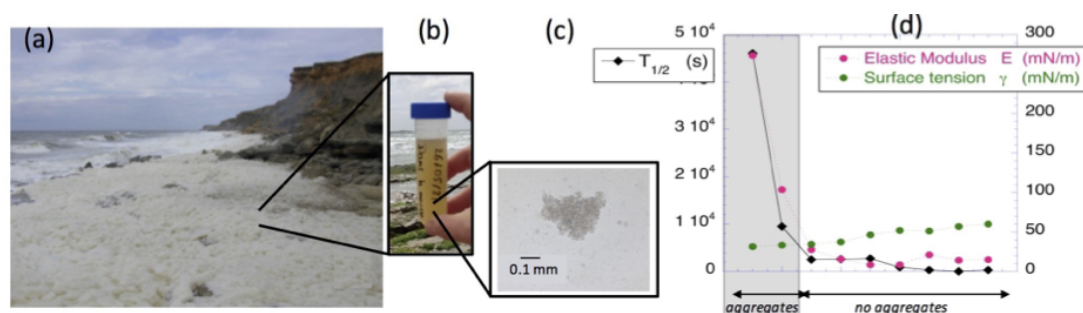 (a)
(b)
(c)
(d)
0.1 mm
T1/2 (s)
Elastic Modulus E (mN/m)
Surface tension γ (mN/m)
5 10⁴
3 10⁴
2 10⁴
1 10⁴
0
300
200
150
100
50
0
aggregates
no aggregates